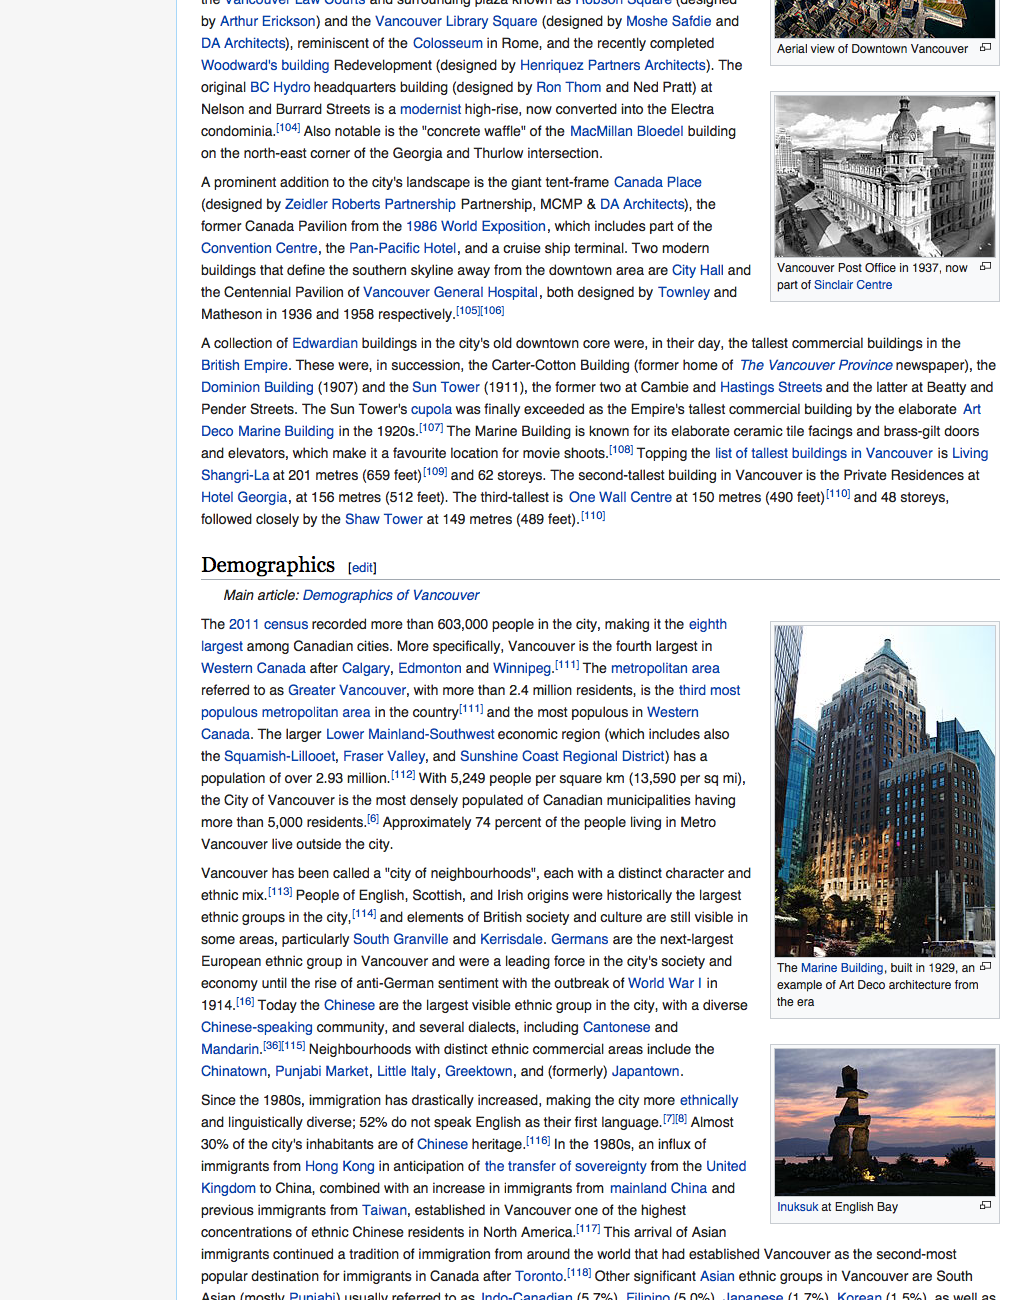 the Vancouver Law Courts and surrounding plaza known as Robson Square (designed
by Arthur Erickson) and the Vancouver Library Square (designed by Moshe Safdie and
DA Architects), reminiscent of the Colosseum in Rome, and the recently completed
Woodward's building Redevelopment (designed by Henriquez Partners Architects). The
original BC Hydro headquarters building (designed by Ron Thom and Ned Pratt) at
Nelson and Burrard Streets is a modernist high-rise, now converted into the Electra
condominia.[104] Also notable is the "concrete waffle" of the MacMillan Bloedel building
on the north-east corner of the Georgia and Thurlow intersection.
Aerial view of Downtown Vancouver
A prominent addition to the city's landscape is the giant tent-frame Canada Place
(designed by Zeidler Roberts Partnership Partnership, MCMP & DA Architects), the
former Canada Pavilion from the 1986 World Exposition, which includes part of the
Convention Centre, the Pan-Pacific Hotel, and a cruise ship terminal. Two modern
buildings that define the southern skyline away from the downtown area are City Hall and
the Centennial Pavilion of Vancouver General Hospital, both designed by Townley and
Matheson in 1936 and 1958 respectively.[105][106]
Vancouver Post Office in 1937, now
part of Sinclair Centre
A collection of Edwardian buildings in the city's old downtown core were, in their day, the tallest commercial buildings in the
British Empire. These were, in succession, the Carter-Cotton Building (former home of The Vancouver Province newspaper), the
Dominion Building (1907) and the Sun Tower (1911), the former two at Cambie and Hastings Streets and the latter at Beatty and
Pender Streets. The Sun Tower's cupola was finally exceeded as the Empire's tallest commercial building by the elaborate Art
Deco Marine Building in the 1920s.[107] The Marine Building is known for its elaborate ceramic tile facings and brass-gilt doors
and elevators, which make it a favourite location for movie shoots.[108] Topping the list of tallest buildings in Vancouver is Living
Shangri-La at 201 metres (659 feet)[109] and 62 storeys. The second-tallest building in Vancouver is the Private Residences at
Hotel Georgia, at 156 metres (512 feet). The third-tallest is One Wall Centre at 150 metres (490 feet)[110] and 48 storeys,
followed closely by the Shaw Tower at 149 metres (489 feet).[110]
Demographics [edit]
Main article: Demographics of Vancouver
The 2011 census recorded more than 603,000 people in the city, making it the eighth
largest among Canadian cities. More specifically, Vancouver is the fourth largest in
Western Canada after Calgary, Edmonton and Winnipeg.[111] The metropolitan area
referred to as Greater Vancouver, with more than 2.4 million residents, is the third most
populous metropolitan area in the country[111] and the most populous in Western
Canada. The larger Lower Mainland-Southwest economic region (which includes also
the Squamish-Lillooet, Fraser Valley, and Sunshine Coast Regional District) has a
population of over 2.93 million.[112] With 5,249 people per square km (13,590 per sq mi),
the City of Vancouver is the most densely populated of Canadian municipalities having
more than 5,000 residents.[6] Approximately 74 percent of the people living in Metro
Vancouver live outside the city.
Vancouver has been called a "city of neighbourhoods", each with a distinct character and
ethnic mix.[113] People of English, Scottish, and Irish origins were historically the largest
ethnic groups in the city,[114] and elements of British society and culture are still visible in
some areas, particularly South Granville and Kerrisdale. Germans are the next-largest
European ethnic group in Vancouver and were a leading force in the city's society and
economy until the rise of anti-German sentiment with the outbreak of World War I in
1914.[16] Today the Chinese are the largest visible ethnic group in the city, with a diverse
Chinese-speaking community, and several dialects, including Cantonese and
Mandarin.[36][115] Neighbourhoods with distinct ethnic commercial areas include the
Chinatown, Punjabi Market, Little Italy, Greektown, and (formerly) Japantown.
The Marine Building, built in 1929, an
example of Art Deco architecture from
the era
Since the 1980s, immigration has drastically increased, making the city more ethnically
and linguistically diverse; 52% do not speak English as their first language.[7][8] Almost
30% of the city's inhabitants are of Chinese heritage.[116] In the 1980s, an influx of
immigrants from Hong Kong in anticipation of the transfer of sovereignty from the United
Kingdom to China, combined with an increase in immigrants from mainland China and
previous immigrants from Taiwan, established in Vancouver one of the highest
concentrations of ethnic Chinese residents in North America.[117] This arrival of Asian
Inuksuk at English Bay
immigrants continued a tradition of immigration from around the world that had established Vancouver as the second-most
popular destination for immigrants in Canada after Toronto.[118] Other significant Asian ethnic groups in Vancouver are South
Asian (mostly Punjabi) usually referred to as Indo-Canadian (5.7%), Filipino (5.0%), Japanese (1.7%), Korean (1.5%), as well as